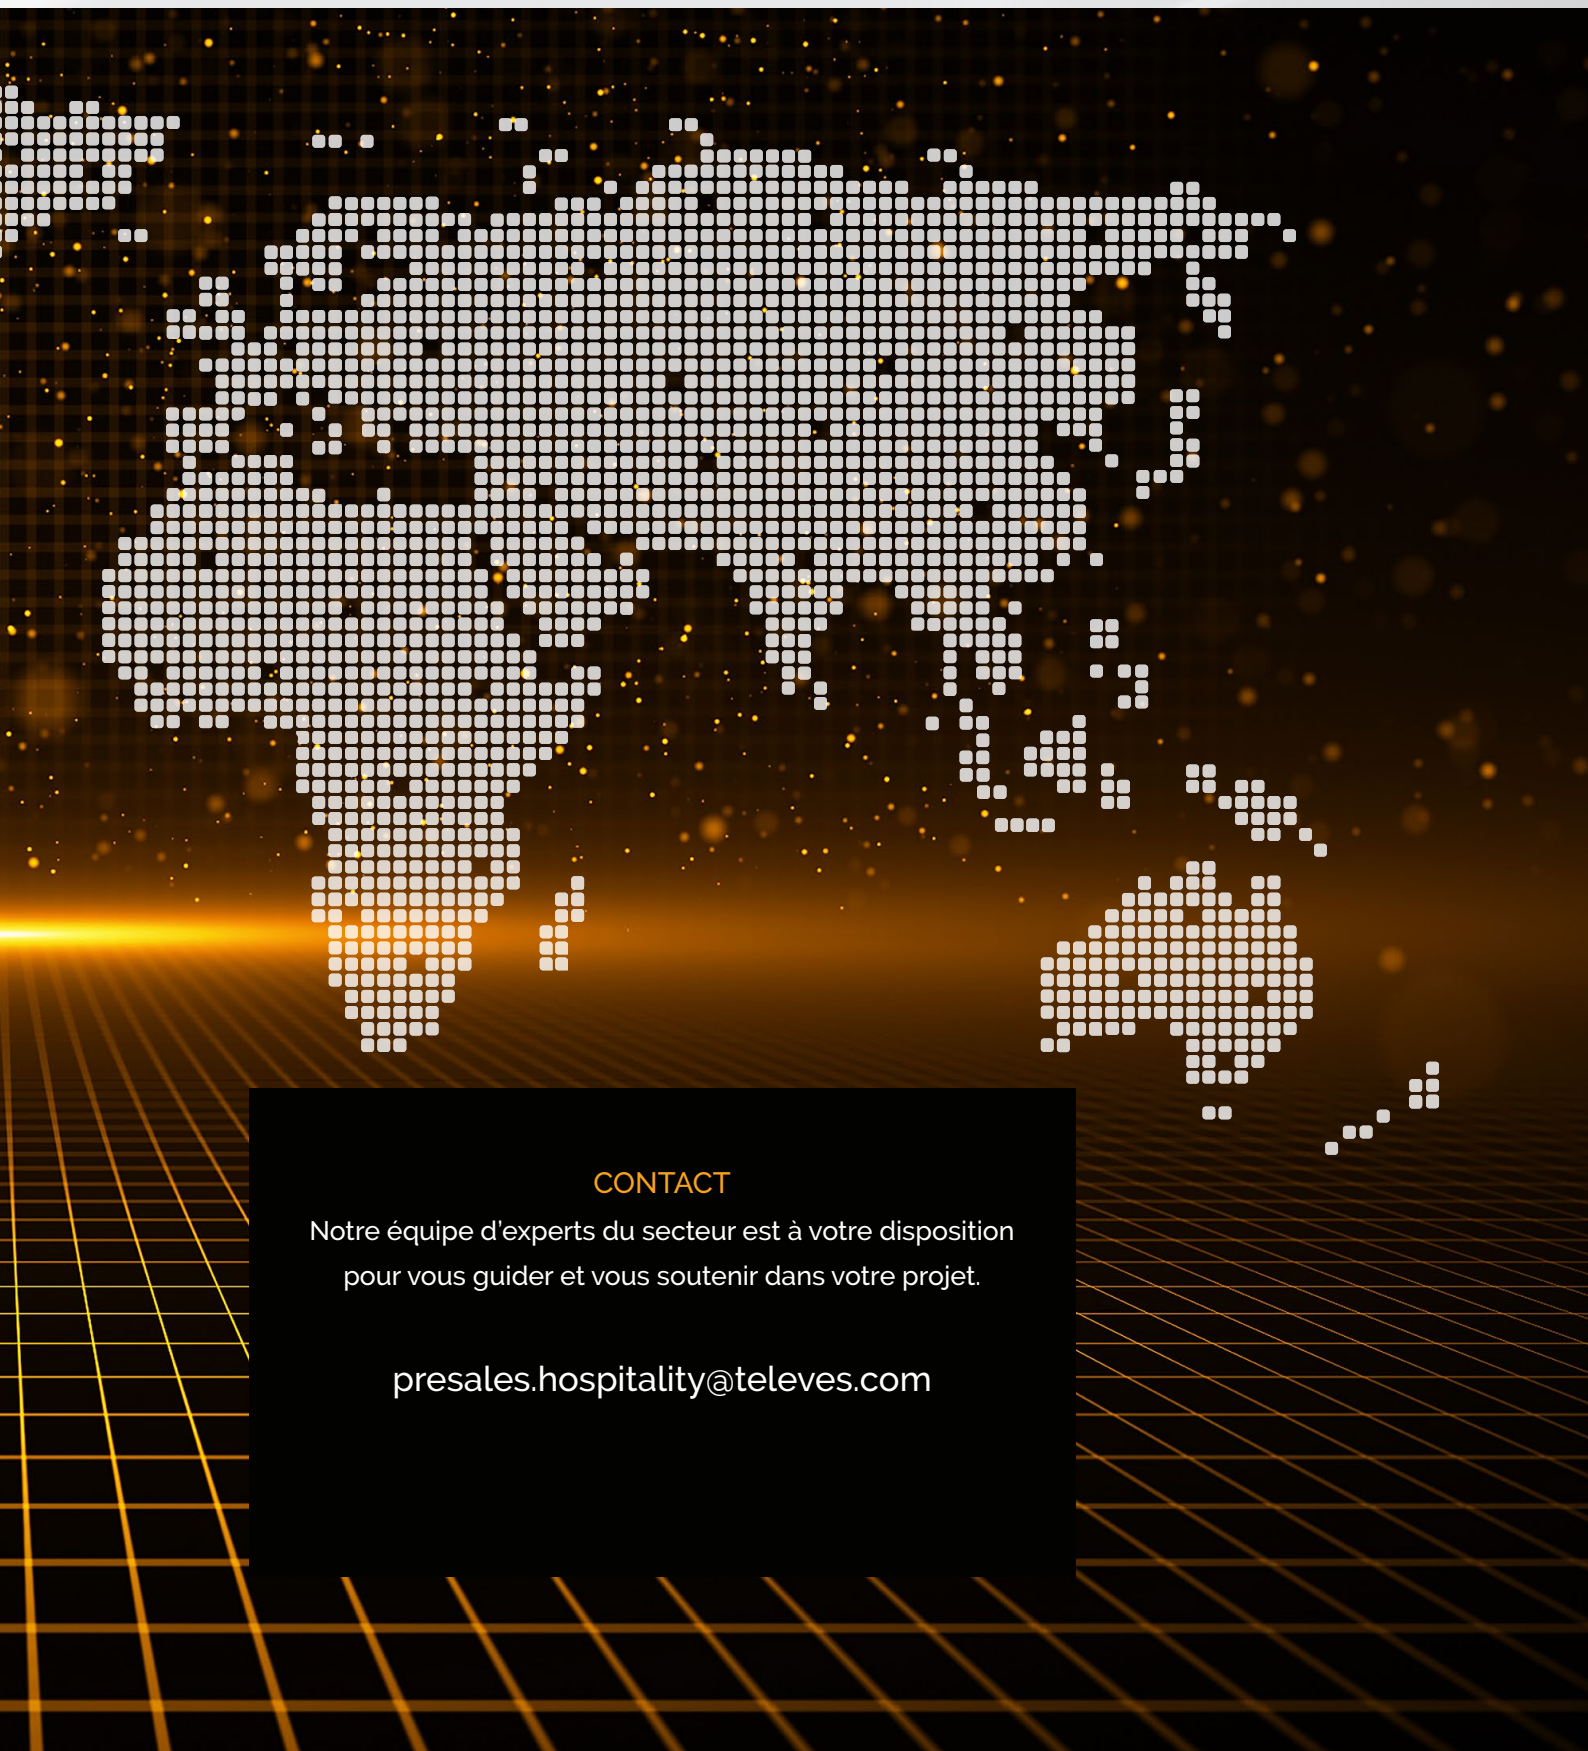 CONTACT
Notre équipe d’experts du secteur est à votre disposition
pour vous guider et vous soutenir dans votre projet.
presales.hospitality@televes.com